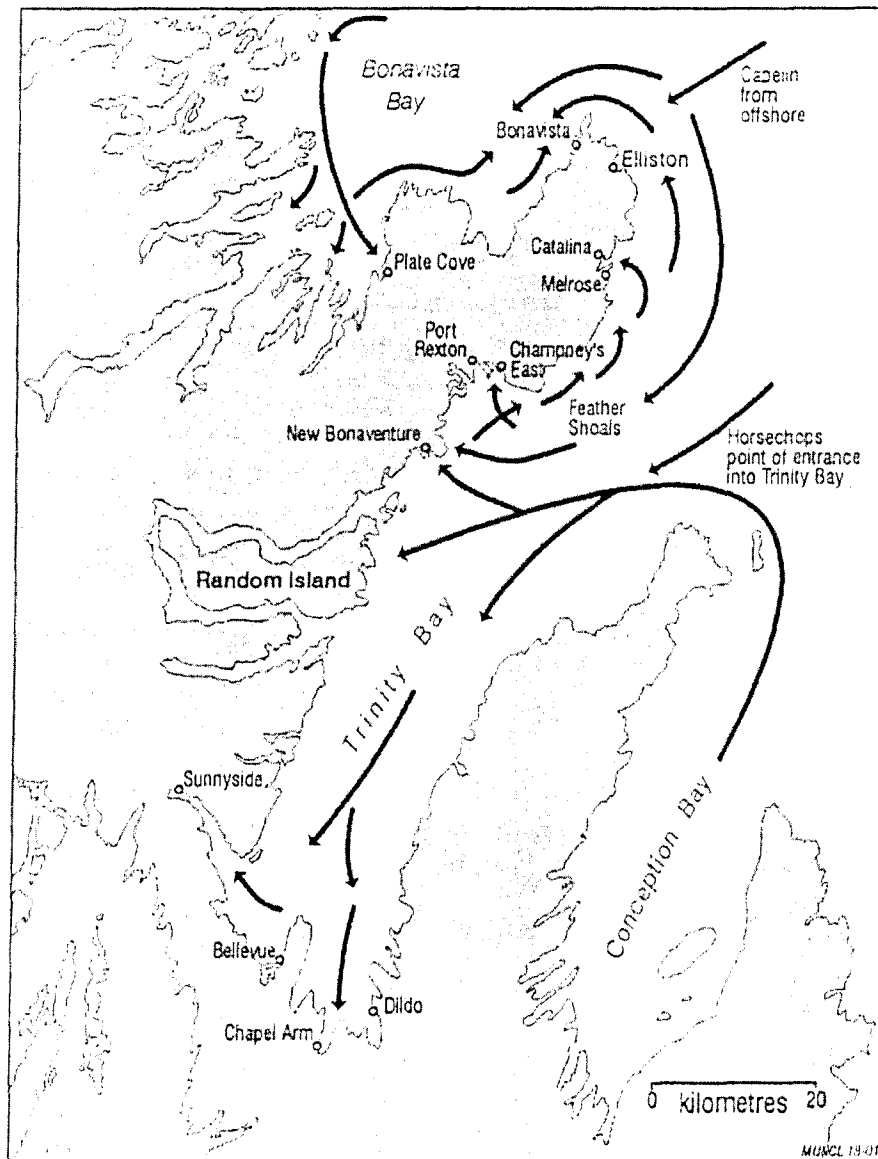 Bonavista
Bay
Capelin
from
offshore
Bonavista
Elliston
Catalina
Plate Cove
Melrose
Port
Rexton
Champney's
East
Feather
Shoals
New Bonaventure
Horsechops
point of entrance
into Trinity Bay
Random Island
Trinity Bay
Sunnyside
Conception Bay
Bellevue
Dildo
Chapel Arm
0 kilometres 20
MUNCL 19-01